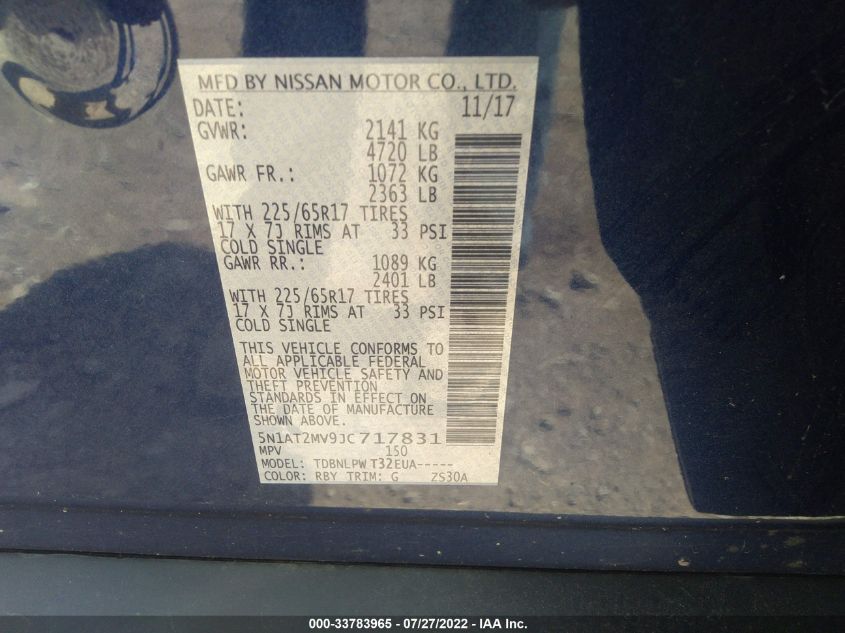 MFD BY NISSAN MOTOR CO., LTD.
DATE: 11/17
GVWR: 2141 KG
4720 LB
GAWR FR.: 1072 KG
2363 LB
WITH 225/65R17 TIRES
17 X 7J RIMS AT 33 PSI
COLD SINGLE
GAWR RR.: 1089 KG
2401 LB
WITH 225/65R17 TIRES
17 X 7J RIMS AT 33 PSI
COLD SINGLE
THIS VEHICLE CONFORMS TO
ALL APPLICABLE FEDERAL
MOTOR VEHICLE SAFETY AND
THEFT PREVENTION
STANDARDS IN EFFECT ON
THE DATE OF MANUFACTURE
SHOWN ABOVE.
5N1AT2MV9JC717831
MPV 150
MODEL: TDBNLPW T32EUA-----
COLOR: RBY TRIM: G ZS30A
000-33783965 - 07/27/2022 - IAA Inc.